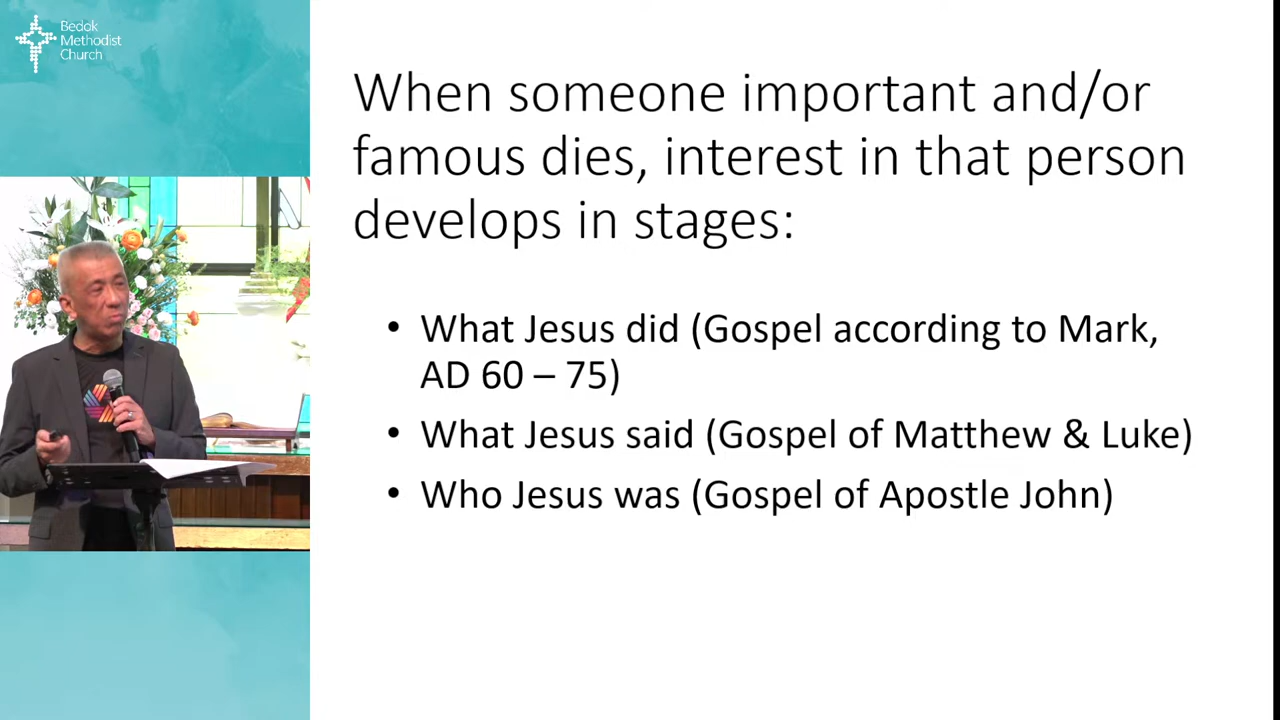 Bedok
Methodist
Church
When someone important and/or
famous dies, interest in that person
develops in stages:
• What Jesus did (Gospel according to Mark,
AD 60 – 75)
• What Jesus said (Gospel of Matthew & Luke)
• Who Jesus was (Gospel of Apostle John)